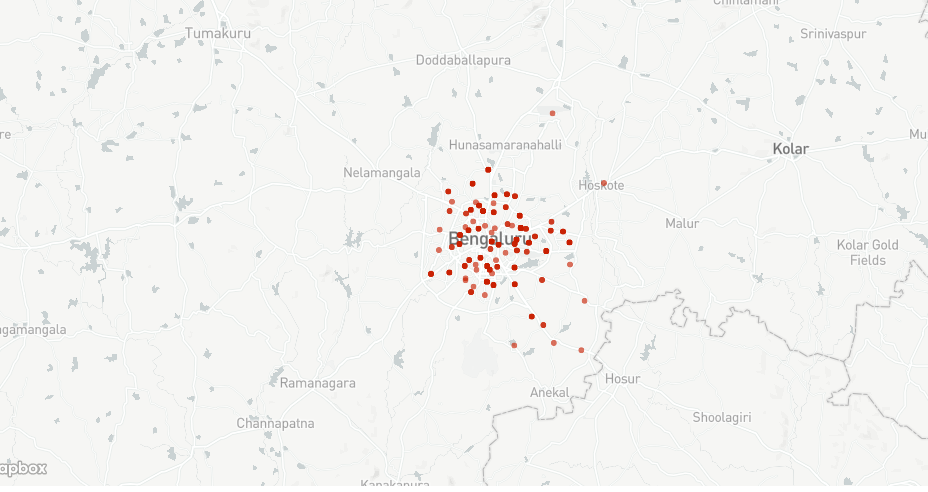 Chintamani
Tumakuru
Srinivaspur
Doddaballapura
Hunasamaranahalli
Kolar
Nelamangala
Hoskote
Malur
Bengaluru
Kolar Gold
Fields
agamangala
Ramanagara
Hosur
Anekal
Channapatna
Shoolagiri
apbox
Kanakapura